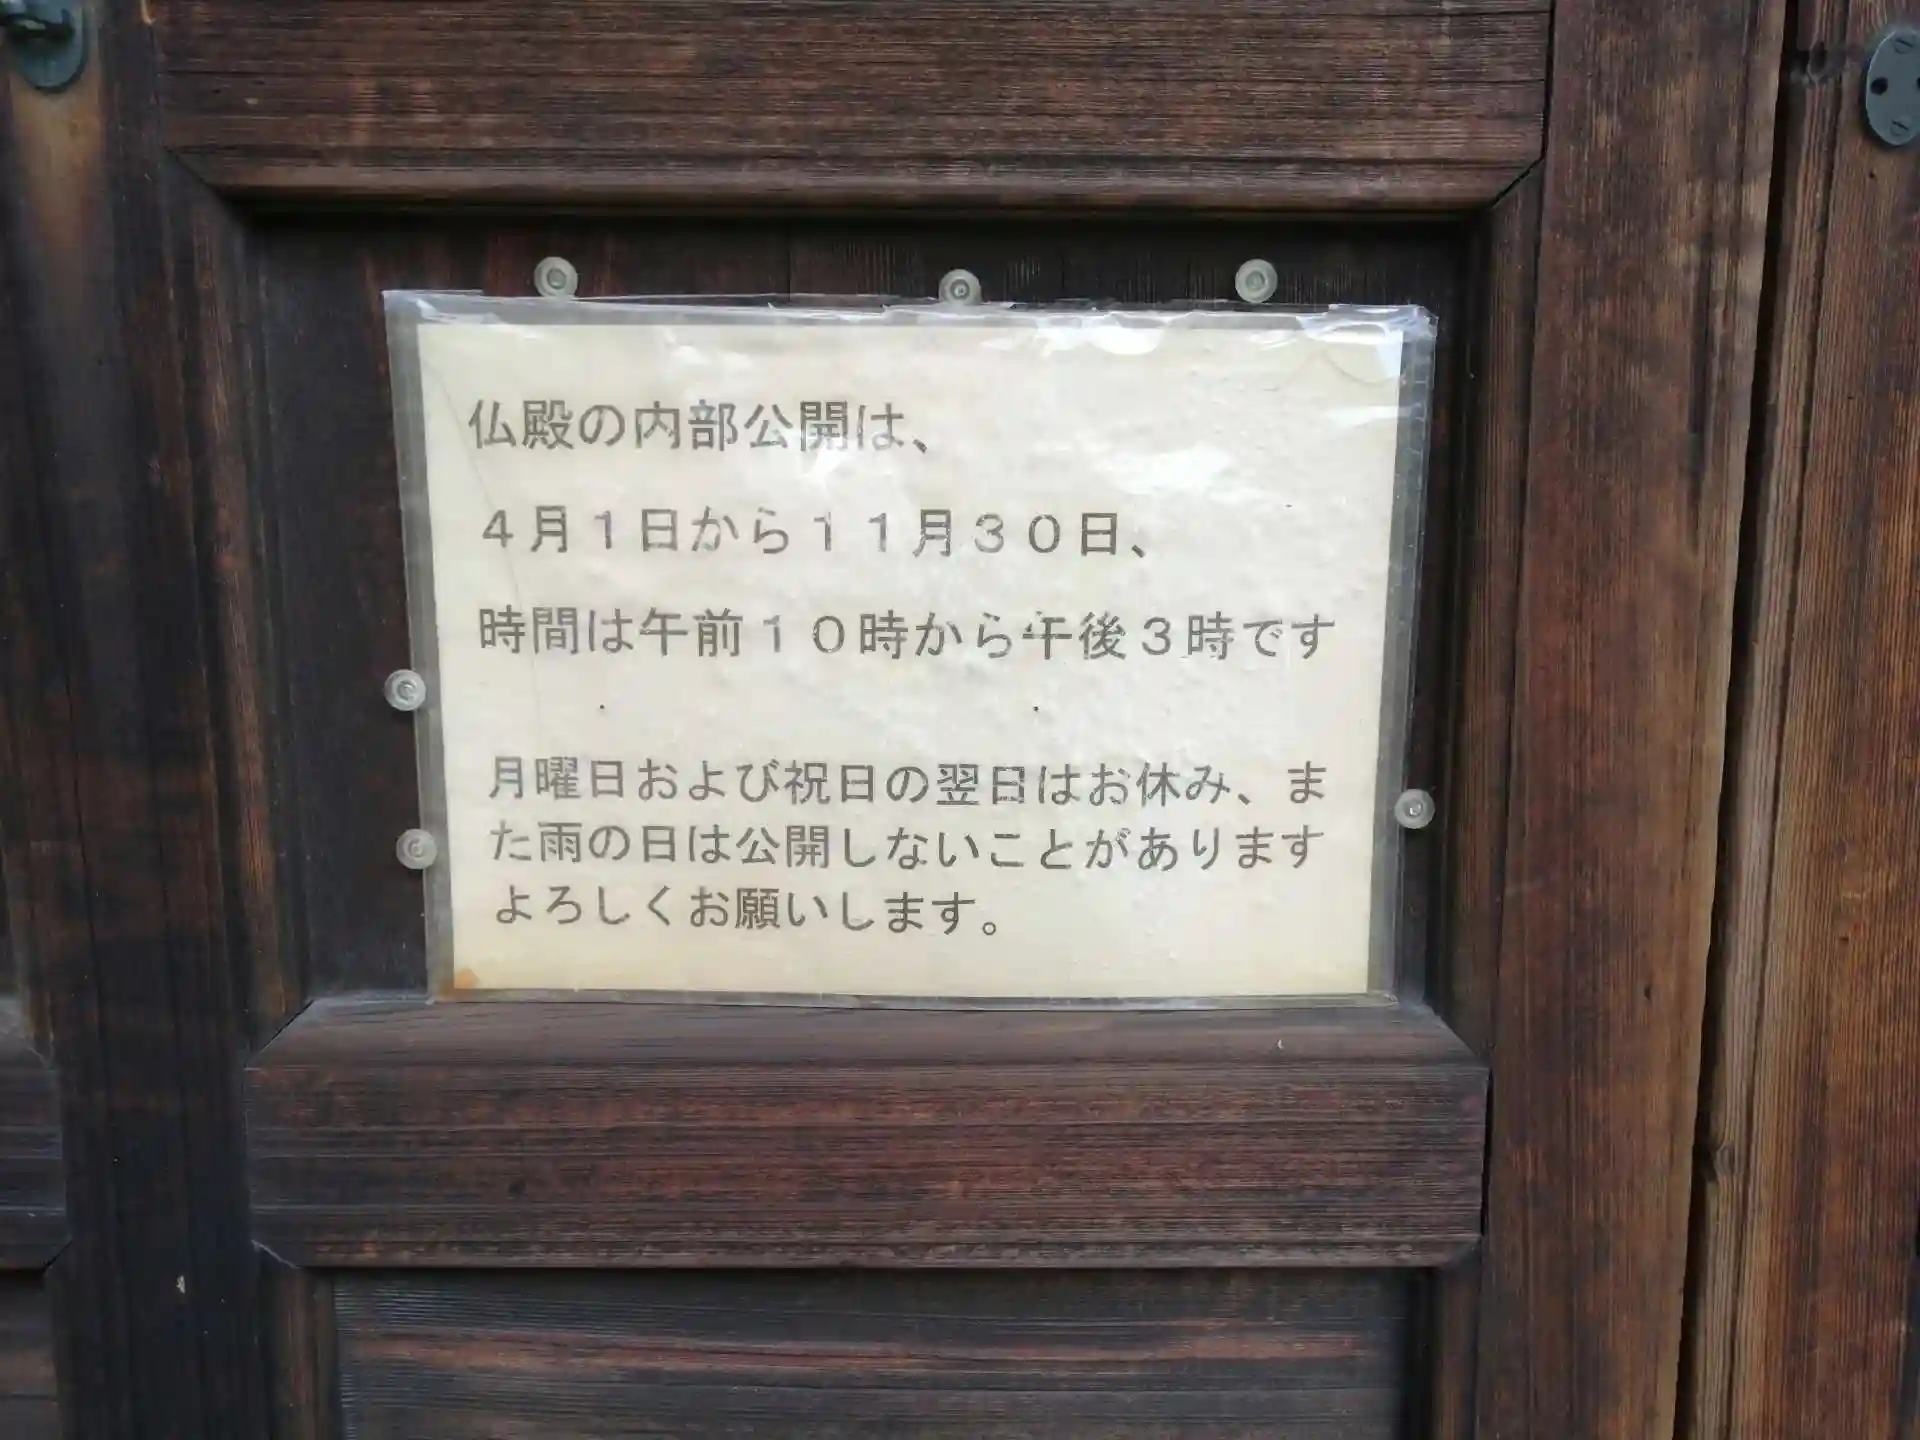 仏殿の内部公開は、
４月１日から１１月３０日、
時間は午前１０時から午後３時です
月曜日および祝日の翌日はお休み、ま
た雨の日は公開しないことがあります
よろしくお願いします。